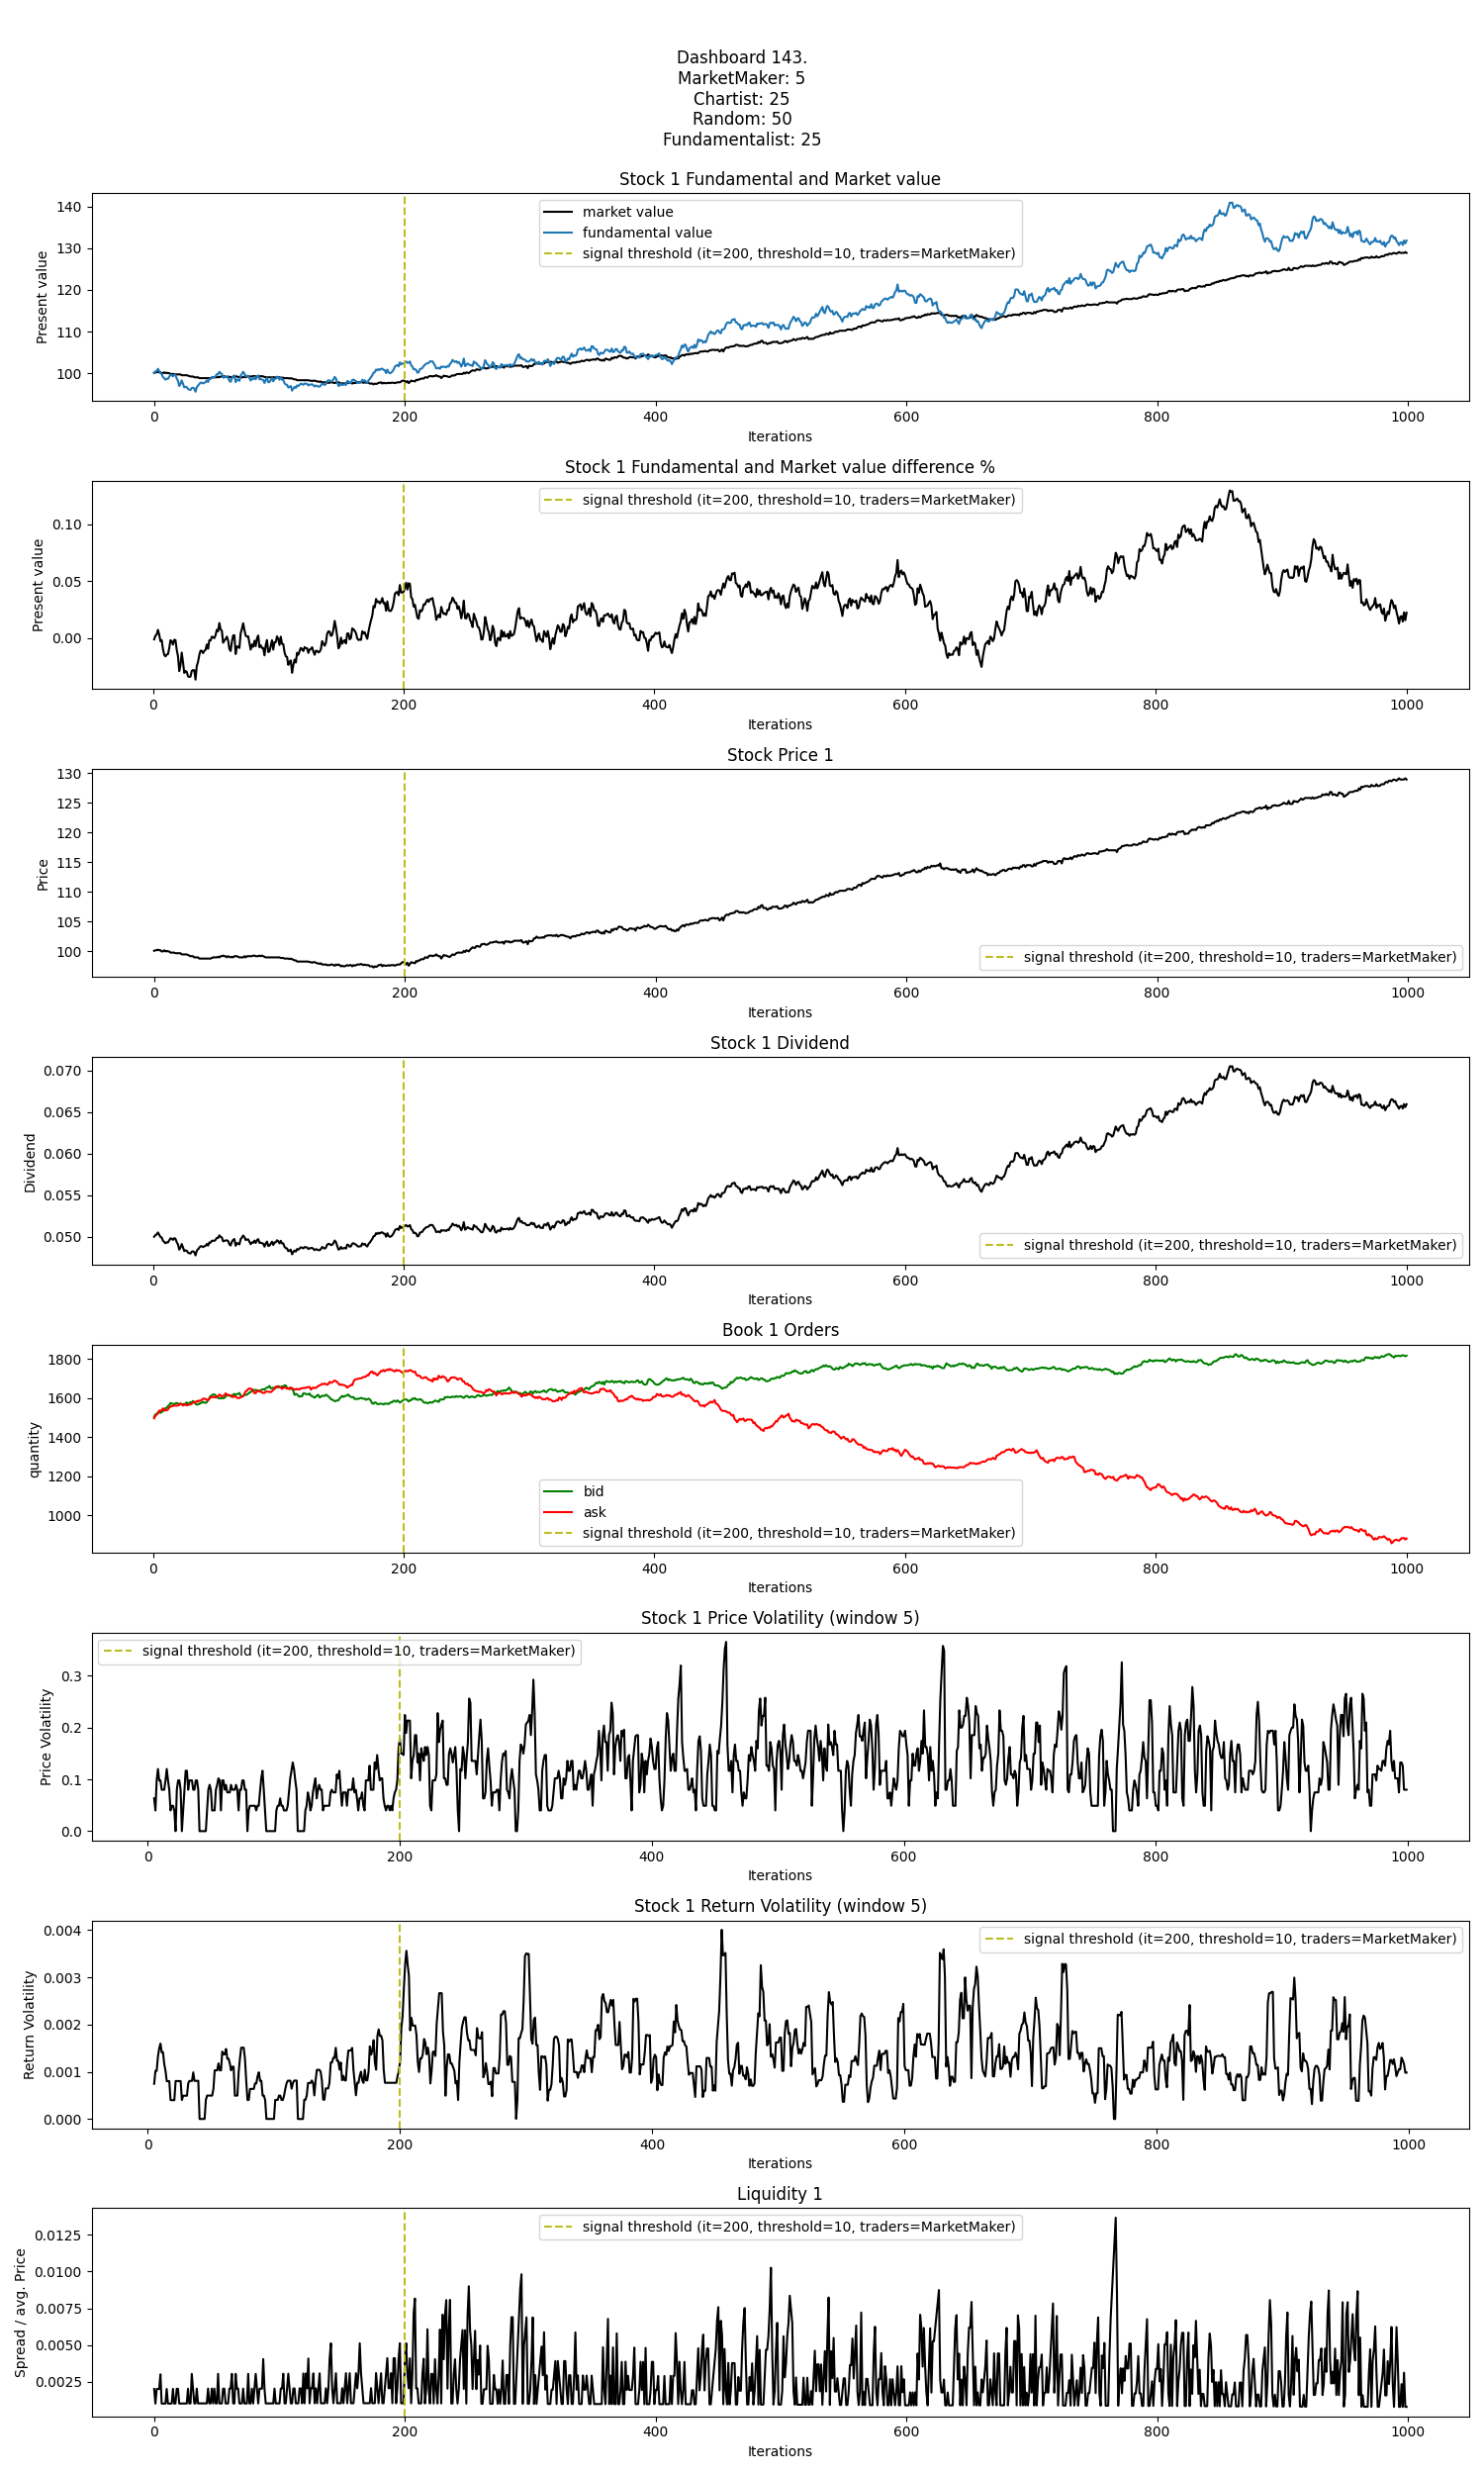 Dashboard 143.
MarketMaker: 5
Chartist: 25
Random: 50
Fundamentalist: 25
Stock 1 Fundamental and Market value
140
130
120
110
100
Present value
market value
fundamental value
signal threshold (it=200, threshold=10, traders=MarketMaker)
0 200 400 600 800 1000
Iterations
Stock 1 Fundamental and Market value difference %
0.10
0.05
0.00
Present value
signal threshold (it=200, threshold=10, traders=MarketMaker)
0 200 400 600 800 1000
Iterations
Stock Price 1
130
125
120
115
110
105
100
Price
signal threshold (it=200, threshold=10, traders=MarketMaker)
0 200 400 600 800 1000
Iterations
Stock 1 Dividend
0.070
0.065
0.060
0.055
0.050
Dividend
signal threshold (it=200, threshold=10, traders=MarketMaker)
0 200 400 600 800 1000
Iterations
Book 1 Orders
1800
1600
1400
1200
1000
quantity
bid
ask
signal threshold (it=200, threshold=10, traders=MarketMaker)
0 200 400 600 800 1000
Iterations
Stock 1 Price Volatility (window 5)
signal threshold (it=200, threshold=10, traders=MarketMaker)
0.3
0.2
0.1
0.0
Price Volatility
0 200 400 600 800 1000
Iterations
Stock 1 Return Volatility (window 5)
0.004
0.003
0.002
0.001
0.000
Return Volatility
signal threshold (it=200, threshold=10, traders=MarketMaker)
0 200 400 600 800 1000
Iterations
Liquidity 1
0.0125
0.0100
0.0075
0.0050
0.0025
Spread / avg. Price
signal threshold (it=200, threshold=10, traders=MarketMaker)
0 200 400 600 800 1000
Iterations